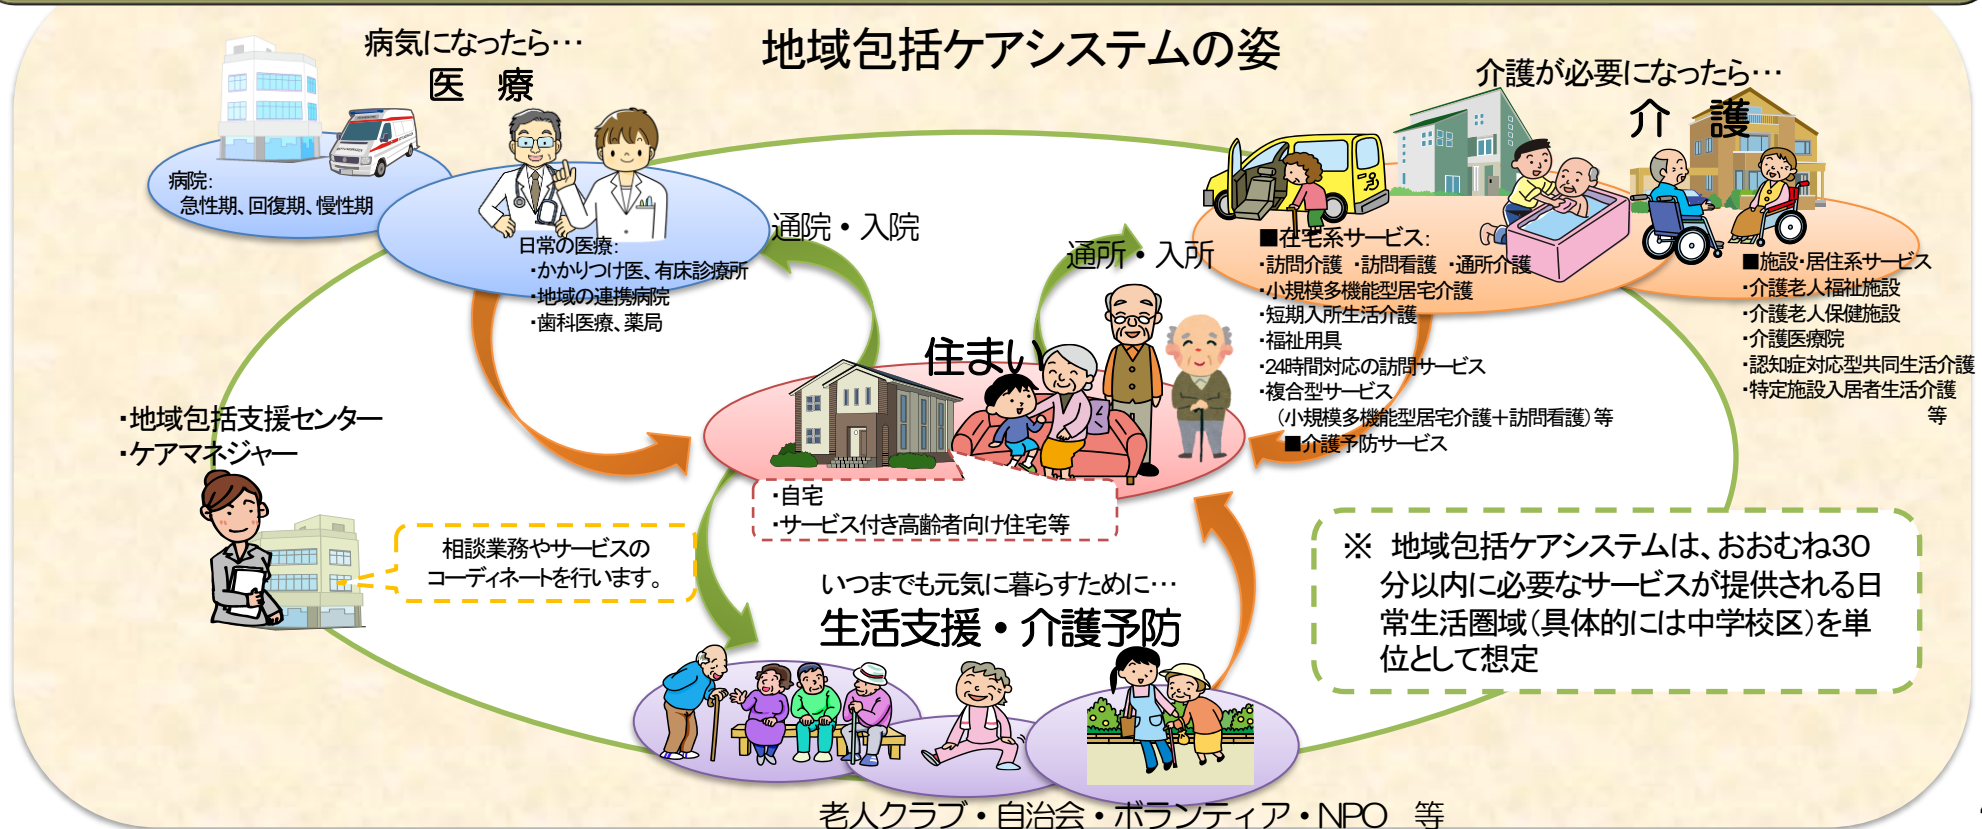 地域包括ケアシステムの姿
病気になったら…
医 療
病院:
急性期、回復期、慢性期
日常の医療:
・かかりつけ医、有床診療所
・地域の連携病院
・歯科医療、薬局
通院・入院
通所・入所
介護が必要になったら…
介 護
■在宅系サービス:
・訪問介護 ・訪問看護 ・通所介護
・小規模多機能型居宅介護
・短期入所生活介護
・福祉用具
・24時間対応の訪問サービス
・複合型サービス
(小規模多機能型居宅介護+訪問看護)等
■介護予防サービス
■施設・居住系サービス
・介護老人福祉施設
・介護老人保健施設
・介護医療院
・認知症対応型共同生活介護
・特定施設入居者生活介護
等
住まい
・自宅
・サービス付き高齢者向け住宅等
・地域包括支援センター
・ケアマネジャー
相談業務やサービスの
コーディネートを行います。
いつまでも元気に暮らすために…
生活支援・介護予防
老人クラブ・自治会・ボランティア・NPO 等
※ 地域包括ケアシステムは、おおむね30
分以内に必要なサービスが提供される日
常生活圏域(具体的には中学校区)を単
位として想定